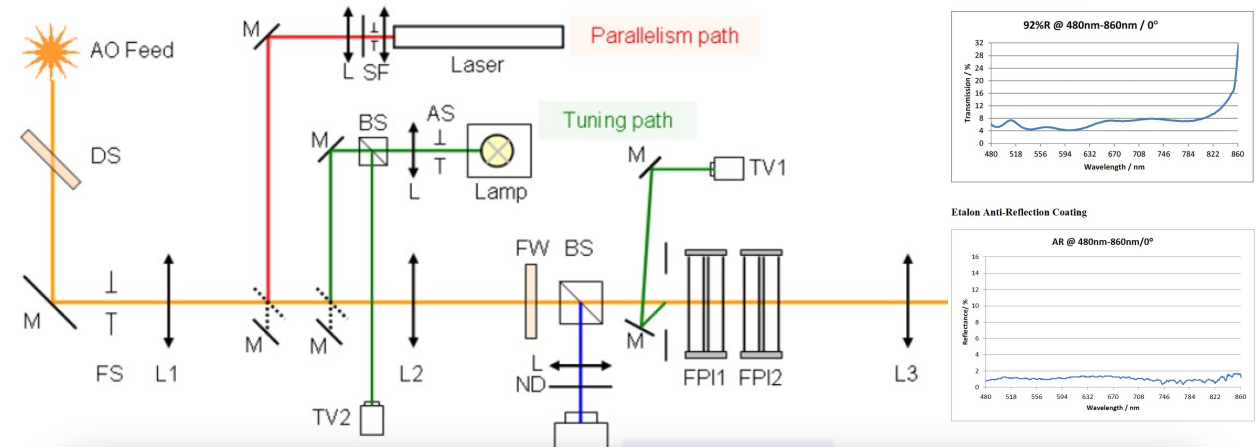 AO Feed
DS
M
FS
L1
M
L
SF
Laser
Parallelism path
M
BS
AS
L
Lamp
Tuning path
M
M
L2
TV2
FW
BS
L
ND
M
TV1
M
FPI1
FPI2
L3
92%R @ 480nm-860nm / 0°
Transmission / %
32
28
24
20
16
12
8
4
0
480 518 556 594 632 670 708 746 784 822 860
Wavelength / nm
Etalon Anti-Reflection Coating
AR @ 480nm-860nm/0°
Reflectance/ %
16
14
12
10
8
6
4
2
0
480 518 556 594 632 670 708 746 784 822 860
Wavelength / nm